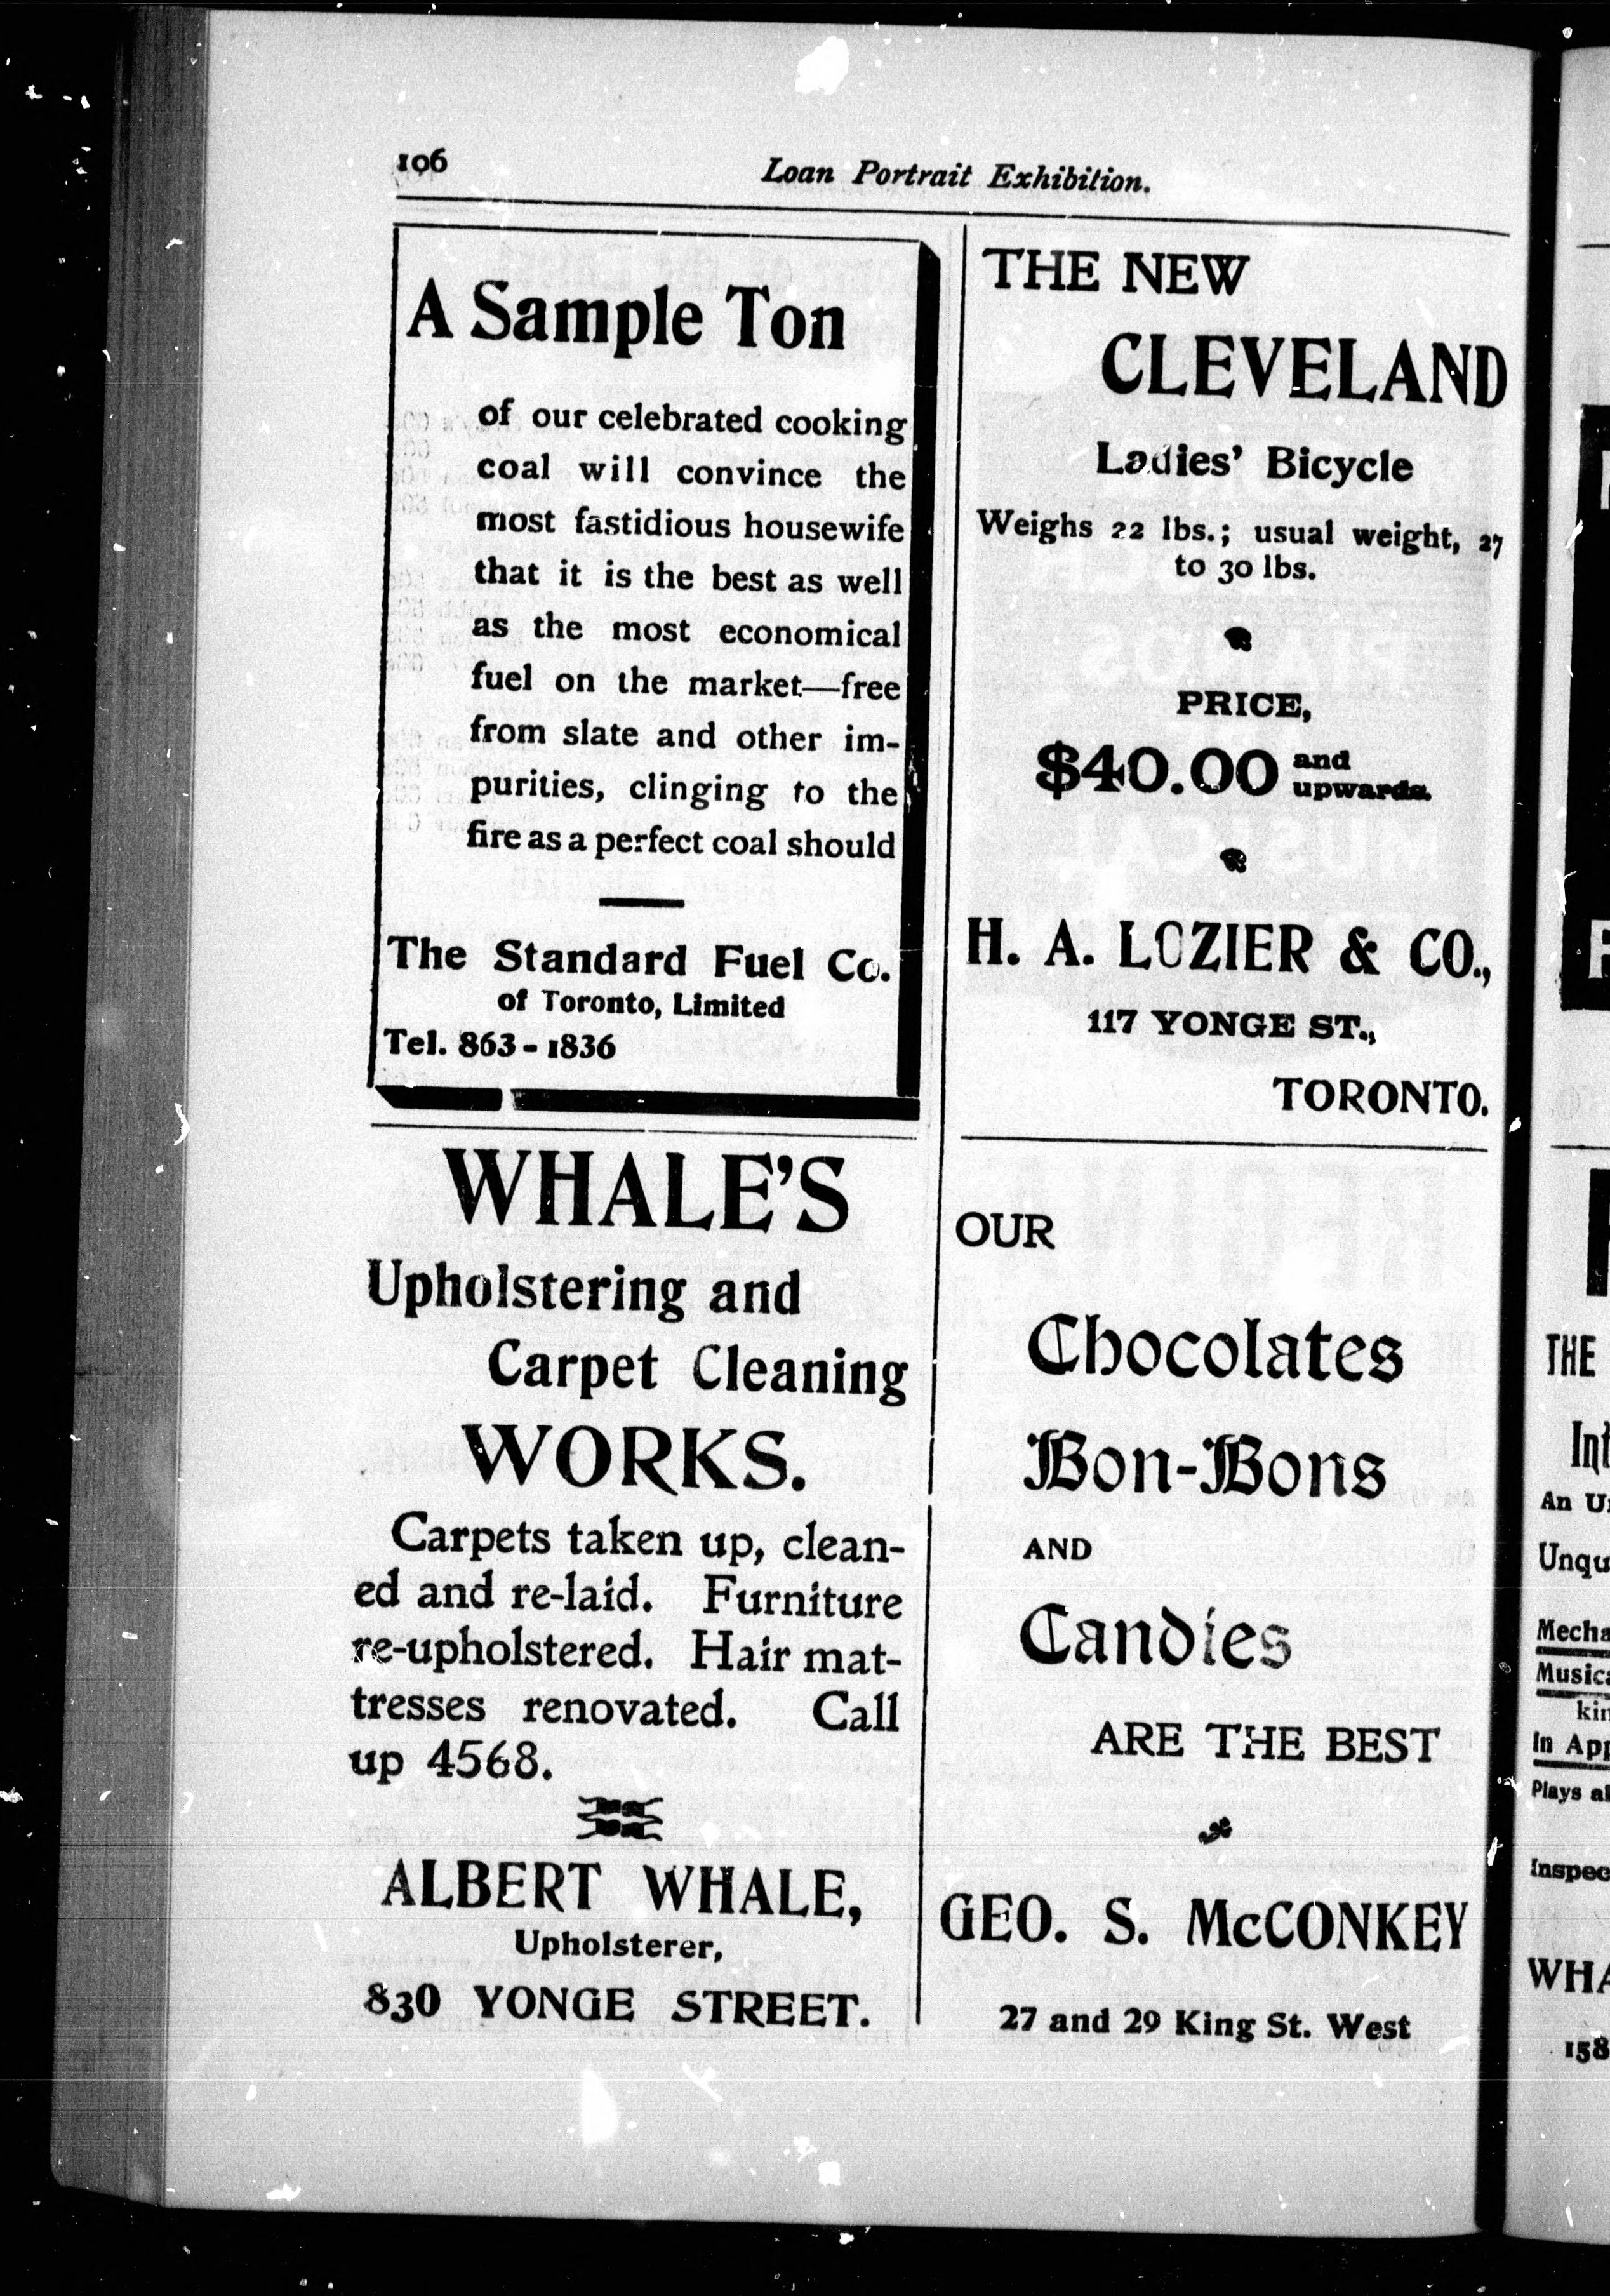 106
Loan Portrait Exhibition.
A Sample Ton
of our celebrated cooking
coal will convince the
most fastidious housewife
that it is the best as well
as the most economical
fuel on the market—free
from slate and other im-
purities, clinging to the
fire as a perfect coal should
The Standard Fuel Co.
of Toronto, Limited
Tel. 863-1836
WHALE'S
Upholstering and
Carpet Cleaning
WORKS.
Carpets taken up, clean-
ed and re-laid. Furniture
re-upholstered. Hair mat-
tresses renovated. Call
up 4568.
ALBERT WHALE,
Upholsterer,
830 YONGE STREET.
THE NEW
CLEVELAND
Ladies' Bicycle
Weighs 22 lbs.; usual weight, 27
to 30 lbs.
PRICE,
$40.00 and
upwards.
H. A. LOZIER & CO.,
117 YONGE ST.,
TORONTO.
OUR
Chocolates
Bon-Bons
AND
Candies
ARE THE BEST
GEO. S. McCONKEY
27 and 29 King St. West
THE
An
In
Plays
158